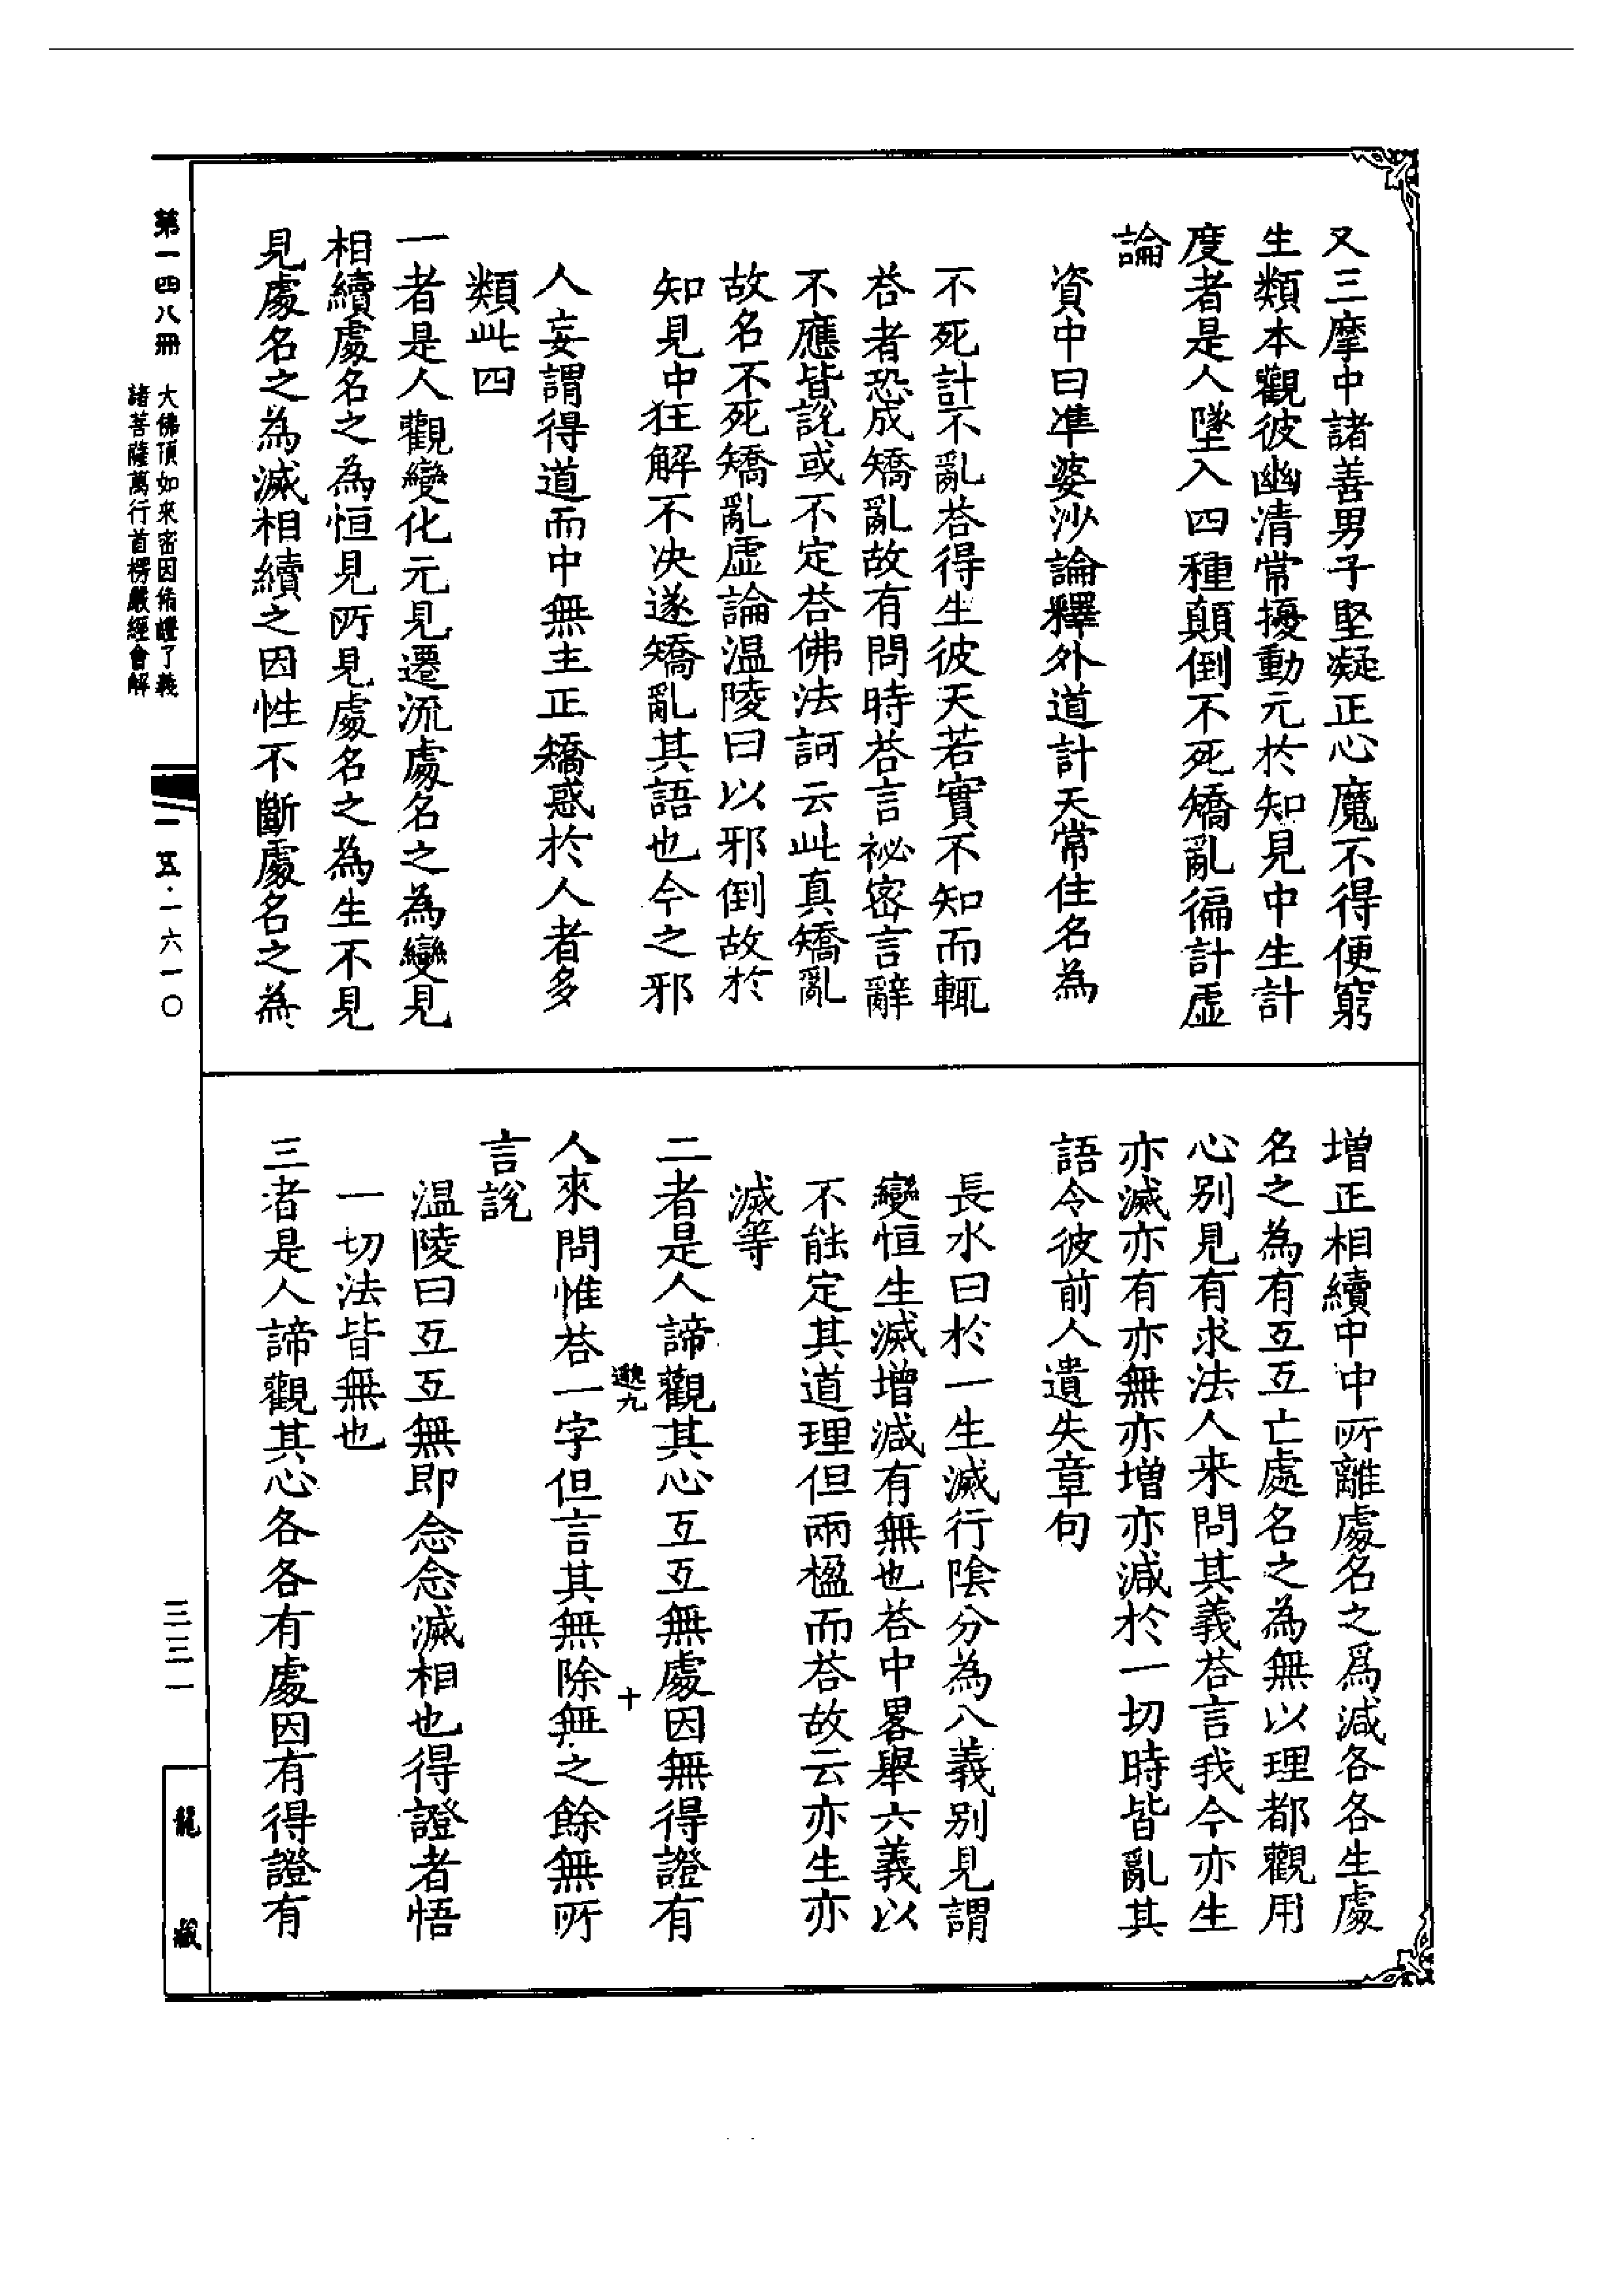 又三摩中諸善男子堅凝正心魔不得便窮
生類本觀彼幽清常擾動元於知見中生計
度者是人墜入四種顛倒不死矯亂徧計虛
論
資中曰準婆沙論釋外道計天常住名為
不死計不亂荅得生彼天若實不知而輒
荅者恐成矯亂故有問時荅言祕密言辭
不應皆說或不定荅佛法訶云此真矯亂
故名不死矯亂虛論温陵曰以邪倒故於
知見中狂解不决遂矯亂其語也今之邪
人妄謂得道而中無主正矯惑於人者多
類此四
一者是人觀變化元見遷流處名之為變見
相續處名之為恒見所見處名之為生不見
見處名之為滅相續之因性不斷處名之為
增正相續中中所離處名之爲減各各生處
名之為有互互亡處名之為無以理都觀用
心别見有求法人来問其義荅言我今亦生
亦滅亦有亦無亦增亦減於一切時皆亂其
語令彼前人遺失章句
長水曰於一生滅行陰分為八義别見謂
變恒生滅增減有無也荅中畧舉六義以
不能定其道理但兩楹而荅故云亦生亦
滅等
二者是人諦觀其心互互無處因無得證有
人來問惟荅一字但言其無除無之餘無所
言說
温陵曰互互無即念念滅相也得證者悟
一切法皆無也
三者是人諦觀其心各各有處因有得證有
邈九
十
第一四八冊
大佛頂如來密因脩證了義
諸菩薩萬行首楞嚴經會解
一五·一六一〇
三三一
龍藏